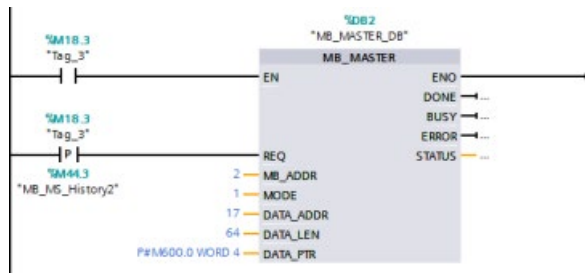 %DB2
"MB_MASTER_DB"
%M18.3
"Tag_3"
MB_MASTER
EN
ENO
DONE
...
BUSY
...
ERROR
...
%M18.3
"Tag_3"
P
REQ
STATUS
...
%M44.3
"MB_MS_History2"
2
MB_ADDR
1
MODE
17
DATA_ADDR
64
DATA_LEN
P#M600.0 WORD 4
DATA_PTR